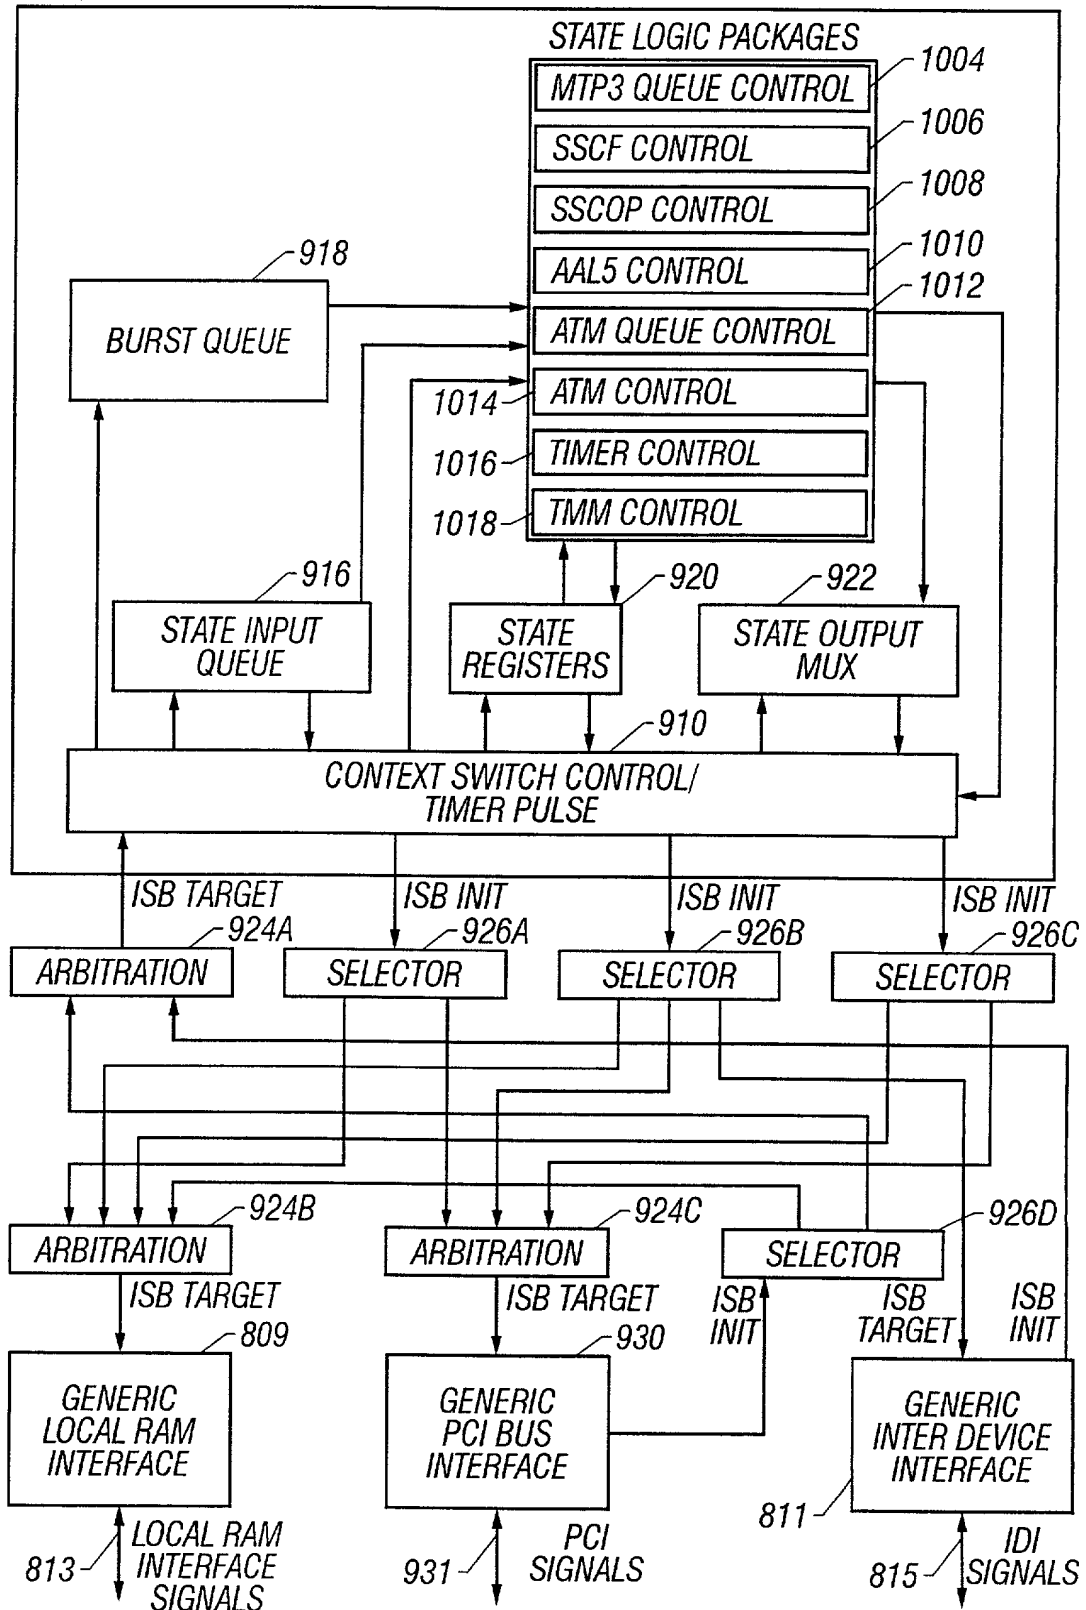 STATE LOGIC PACKAGES
MTP3 QUEUE CONTROL
1004
SSCF CONTROL
1006
SSCOP CONTROL
1008
AAL5 CONTROL
1010
ATM QUEUE CONTROL
1012
1014
ATM CONTROL
1016
TIMER CONTROL
1018
TMM CONTROL
918
BURST QUEUE
916
STATE INPUT
QUEUE
920
STATE
REGISTERS
922
STATE OUTPUT
MUX
910
CONTEXT SWITCH CONTROL/
TIMER PULSE
ISB TARGET
ISB INIT
ISB INIT
ISB INIT
924A
ARBITRATION
926A
SELECTOR
926B
SELECTOR
926C
SELECTOR
924B
ARBITRATION
924C
ARBITRATION
926D
SELECTOR
ISB TARGET
ISB TARGET
ISB
INIT
ISB
TARGET
ISB
INIT
809
GENERIC
LOCAL RAM
INTERFACE
930
GENERIC
PCI BUS
INTERFACE
GENERIC
INTER DEVICE
INTERFACE
811
813
LOCAL RAM
INTERFACE
SIGNALS
931
PCI
SIGNALS
815
IDI
SIGNALS